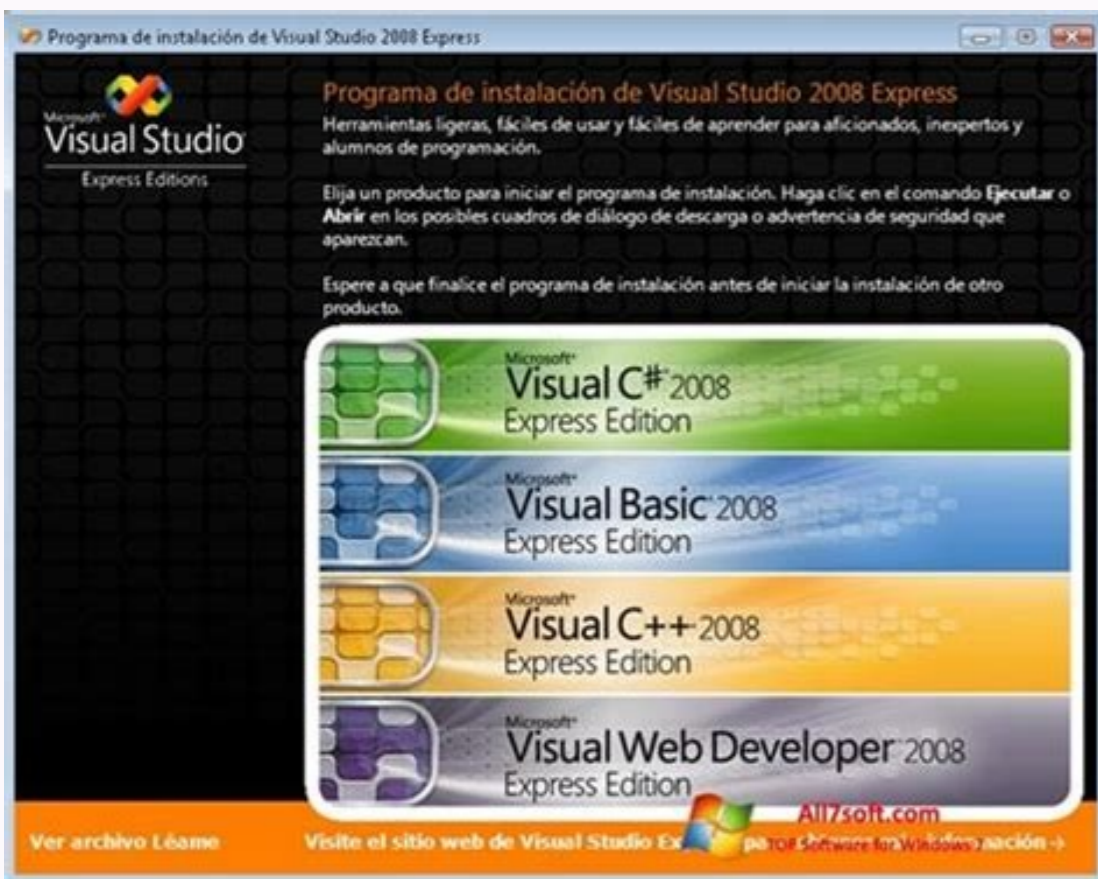 Programa de instalación de Visual Studio 2008 Express
Microsoft
Visual Studio
Express Editions
Programa de instalación de Visual Studio 2008 Express
Herramientas ligeras, fáciles de usar y fáciles de aprender para aficionados, inexpertos y
alumnos de programación.
Elija un producto para iniciar el programa de instalación. Haga clic en el comando Ejecutar o
Abrir en los posibles cuadros de diálogo de descarga o advertencia de seguridad que
aparezcan.
Espere a que finalice el programa de instalación antes de iniciar la instalación de otro
producto.
Microsoft
Visual C# 2008
Express Edition
Microsoft
Visual Basic 2008
Express Edition
Microsoft
Visual C++ 2008
Express Edition
Microsoft
Visual Web Developer 2008
Express Edition
Ver archivo Léame
Visite el sitio web de Visual Studio
All7soft.com
TOP Software for Windows 7